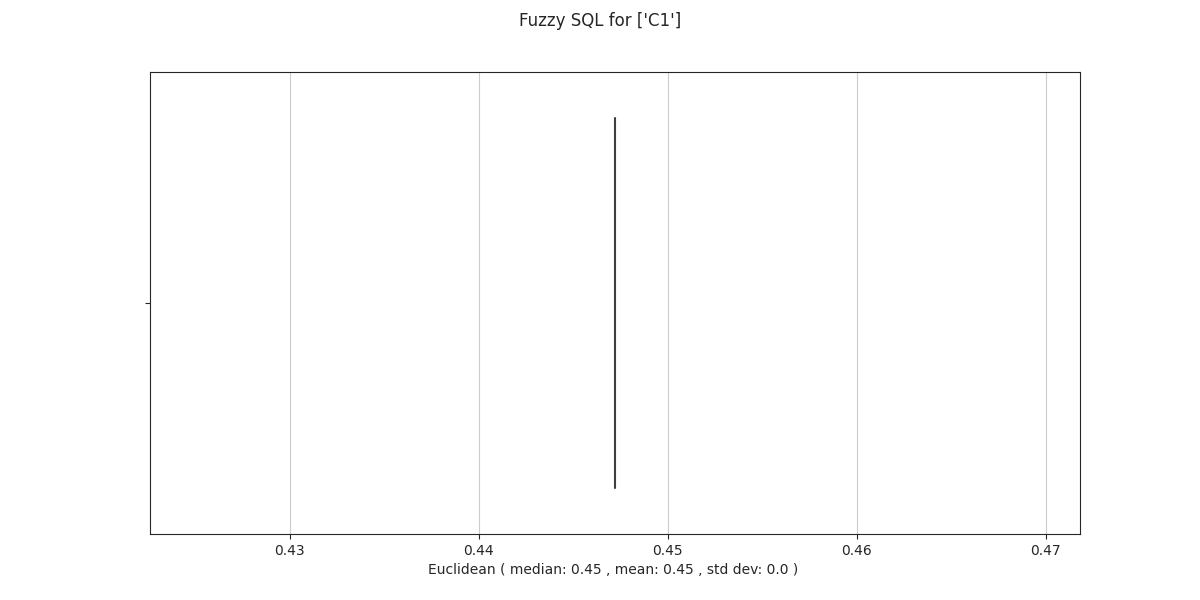 Fuzzy SQL for ['C1']
0.43 0.44 0.45 0.46 0.47
Euclidean ( median: 0.45 , mean: 0.45 , std dev: 0.0 )